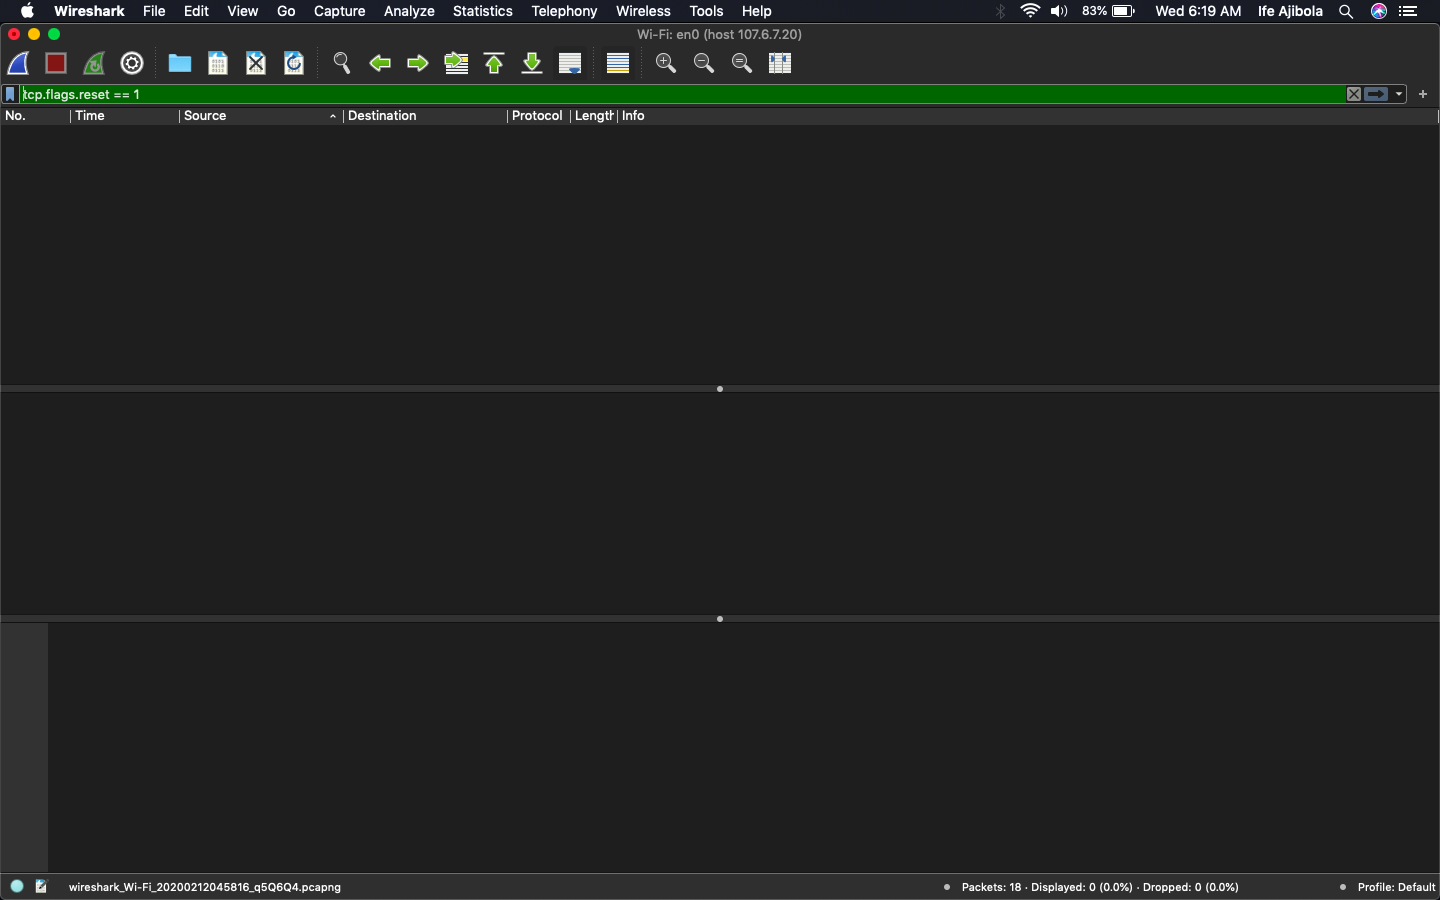 Wireshark File Edit View Go Capture Analyze Statistics Telephony Wireless Tools Help 83% Wed 6:19 AM Ife Ajibola
Wi-Fi: en0 (host 107.6.7.20)
tcp.flags.reset == 1
No. Time Source Destination Protocol Length Info
wireshark_Wi-Fi_20200212045816_q5Q6Q4.pcapng Packets: 18 · Displayed: 0 (0.0%) · Dropped: 0 (0.0%) Profile: Default